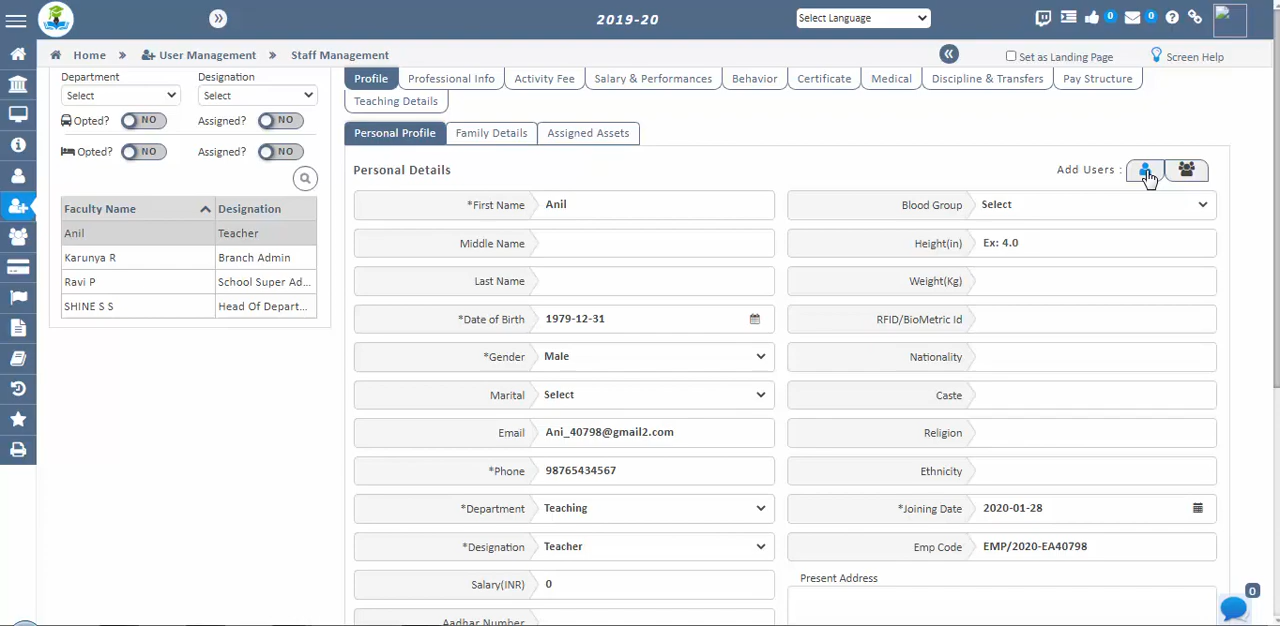 2019-20
Select Language
0
0
Home » User Management » Staff Management
Set as Landing Page
Screen Help
Department
Designation
Select
Select
Opted? NO
Assigned? NO
Opted? NO
Assigned? NO
Faculty Name
Designation
Anil
Teacher
Karunya R
Branch Admin
Ravi P
School Super Ad...
SHINE S S
Head Of Depart...
Profile
Professional Info
Activity Fee
Salary & Performances
Behavior
Certificate
Medical
Discipline & Transfers
Pay Structure
Teaching Details
Personal Profile
Family Details
Assigned Assets
Personal Details
Add Users :
*First Name Anil
Middle Name
Last Name
*Date of Birth 1979-12-31
*Gender Male
Marital Select
Email Ani_40798@gmail2.com
*Phone 98765434567
*Department Teaching
*Designation Teacher
Salary(INR) 0
Aadhar Number
Blood Group Select
Height(in) Ex: 4.0
Weight(Kg)
RFID/BioMetric Id
Nationality
Caste
Religion
Ethnicity
*Joining Date 2020-01-28
Emp Code EMP/2020-EA40798
Present Address
0